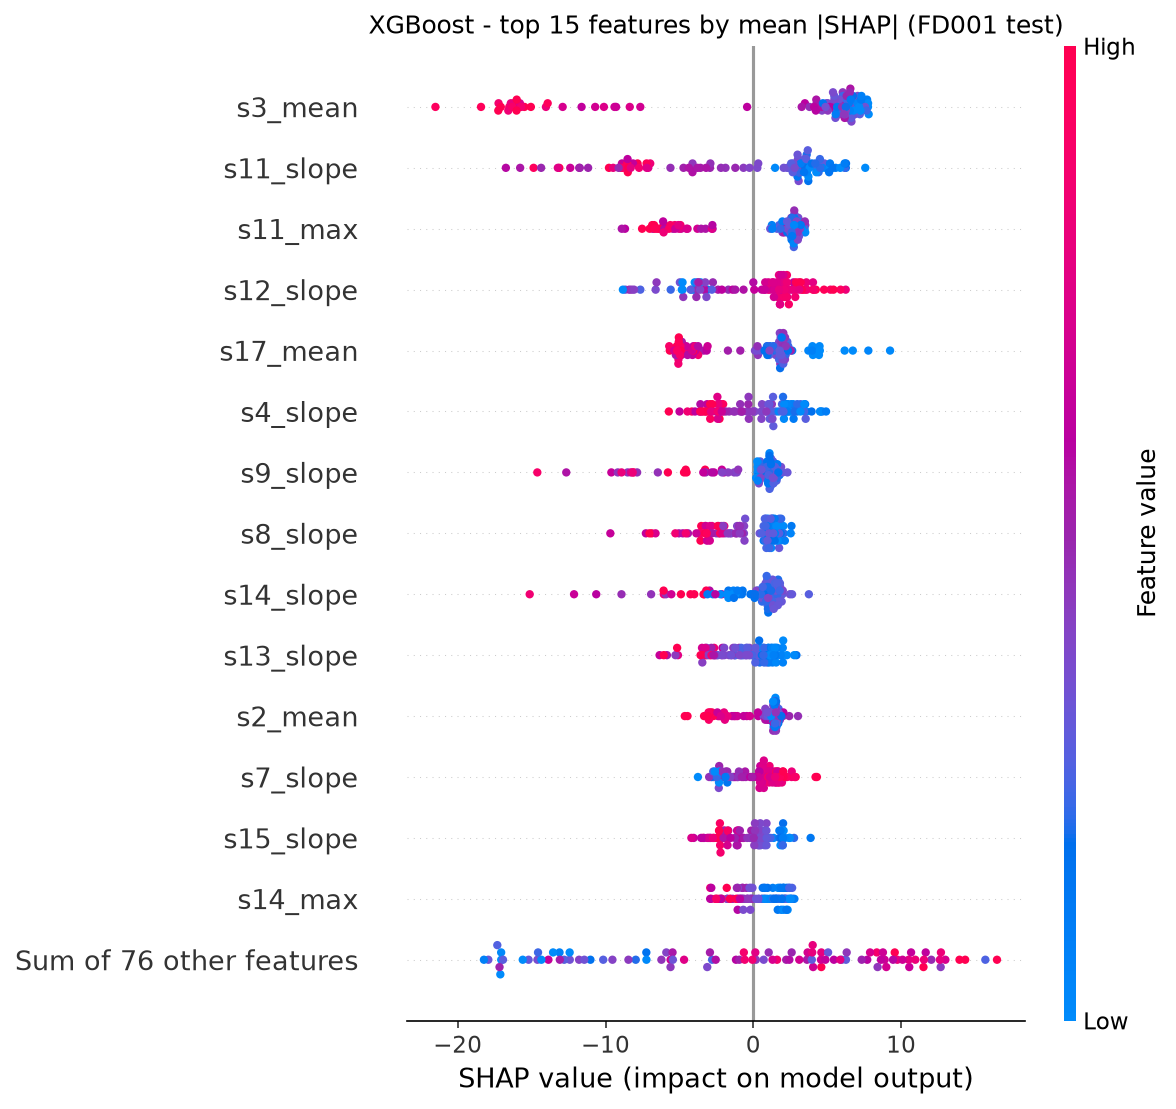 XGBoost - top 15 features by mean |SHAP| (FD001 test)
High
s3_mean
s11_slope
s11_max
s12_slope
s17_mean
s4_slope
s9_slope
s8_slope
s14_slope
s13_slope
s2_mean
s7_slope
s15_slope
s14_max
Sum of 76 other features
Feature value
Low
−20 −10 0 10
SHAP value (impact on model output)